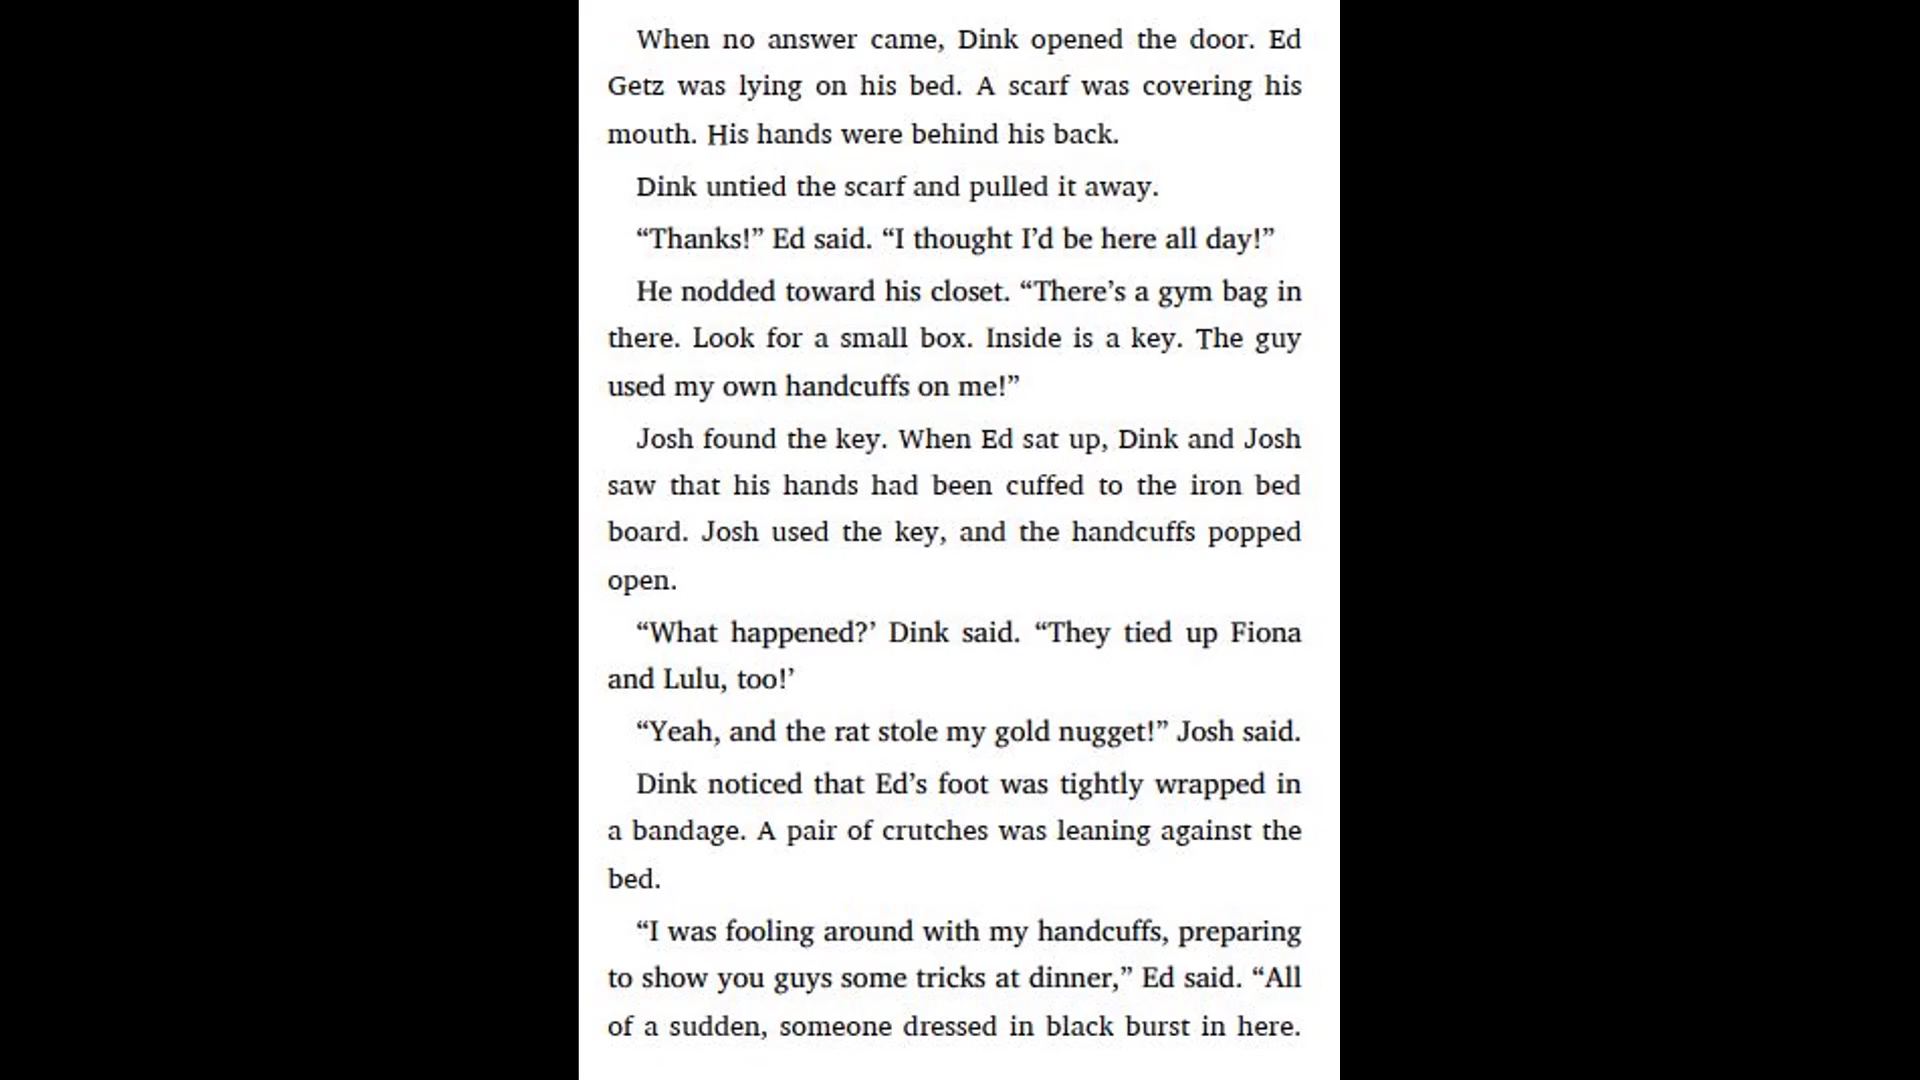 When no answer came, Dink opened the door. Ed
Getz was lying on his bed. A scarf was covering his
mouth. His hands were behind his back.
Dink untied the scarf and pulled it away.
“Thanks!” Ed said. “I thought I’d be here all day!”
He nodded toward his closet. “There’s a gym bag in
there. Look for a small box. Inside is a key. The guy
used my own handcuffs on me!”
Josh found the key. When Ed sat up, Dink and Josh
saw that his hands had been cuffed to the iron bed
board. Josh used the key, and the handcuffs popped
open.
“What happened?’ Dink said. “They tied up Fiona
and Lulu, too!’
“Yeah, and the rat stole my gold nugget!” Josh said.
Dink noticed that Ed’s foot was tightly wrapped in
a bandage. A pair of crutches was leaning against the
bed.
“I was fooling around with my handcuffs, preparing
to show you guys some tricks at dinner,” Ed said. “All
of a sudden, someone dressed in black burst in here.